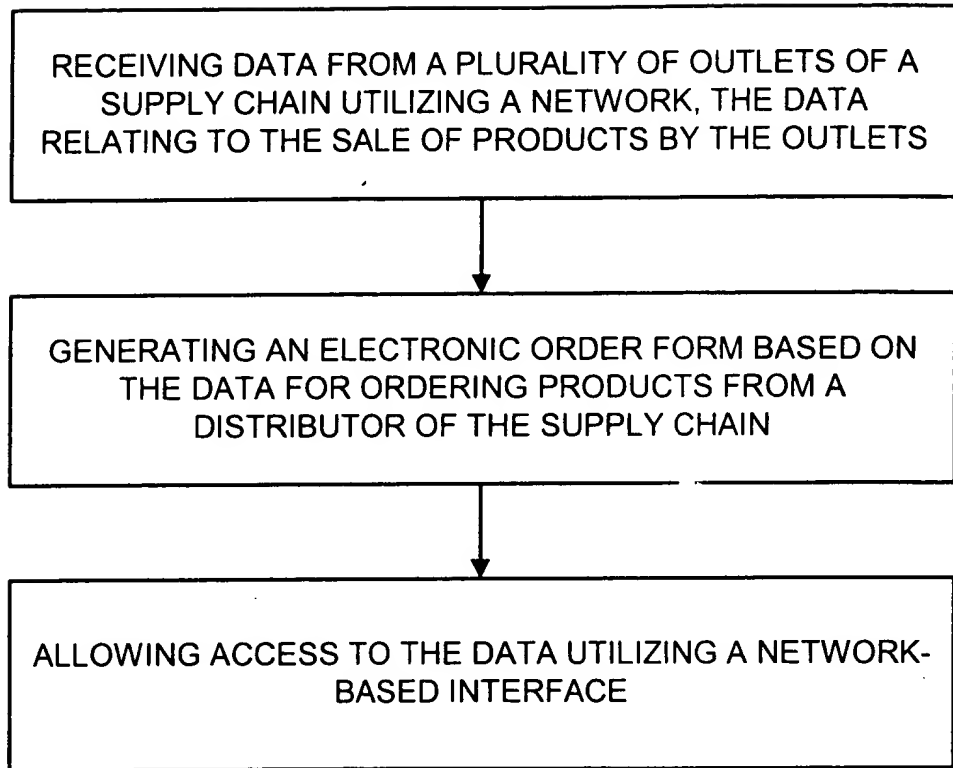 RECEIVING DATA FROM A PLURALITY OF OUTLETS OF A
SUPPLY CHAIN UTILIZING A NETWORK, THE DATA
RELATING TO THE SALE OF PRODUCTS BY THE OUTLETS
GENERATING AN ELECTRONIC ORDER FORM BASED ON
THE DATA FOR ORDERING PRODUCTS FROM A
DISTRIBUTOR OF THE SUPPLY CHAIN
ALLOWING ACCESS TO THE DATA UTILIZING A NETWORK-
BASED INTERFACE